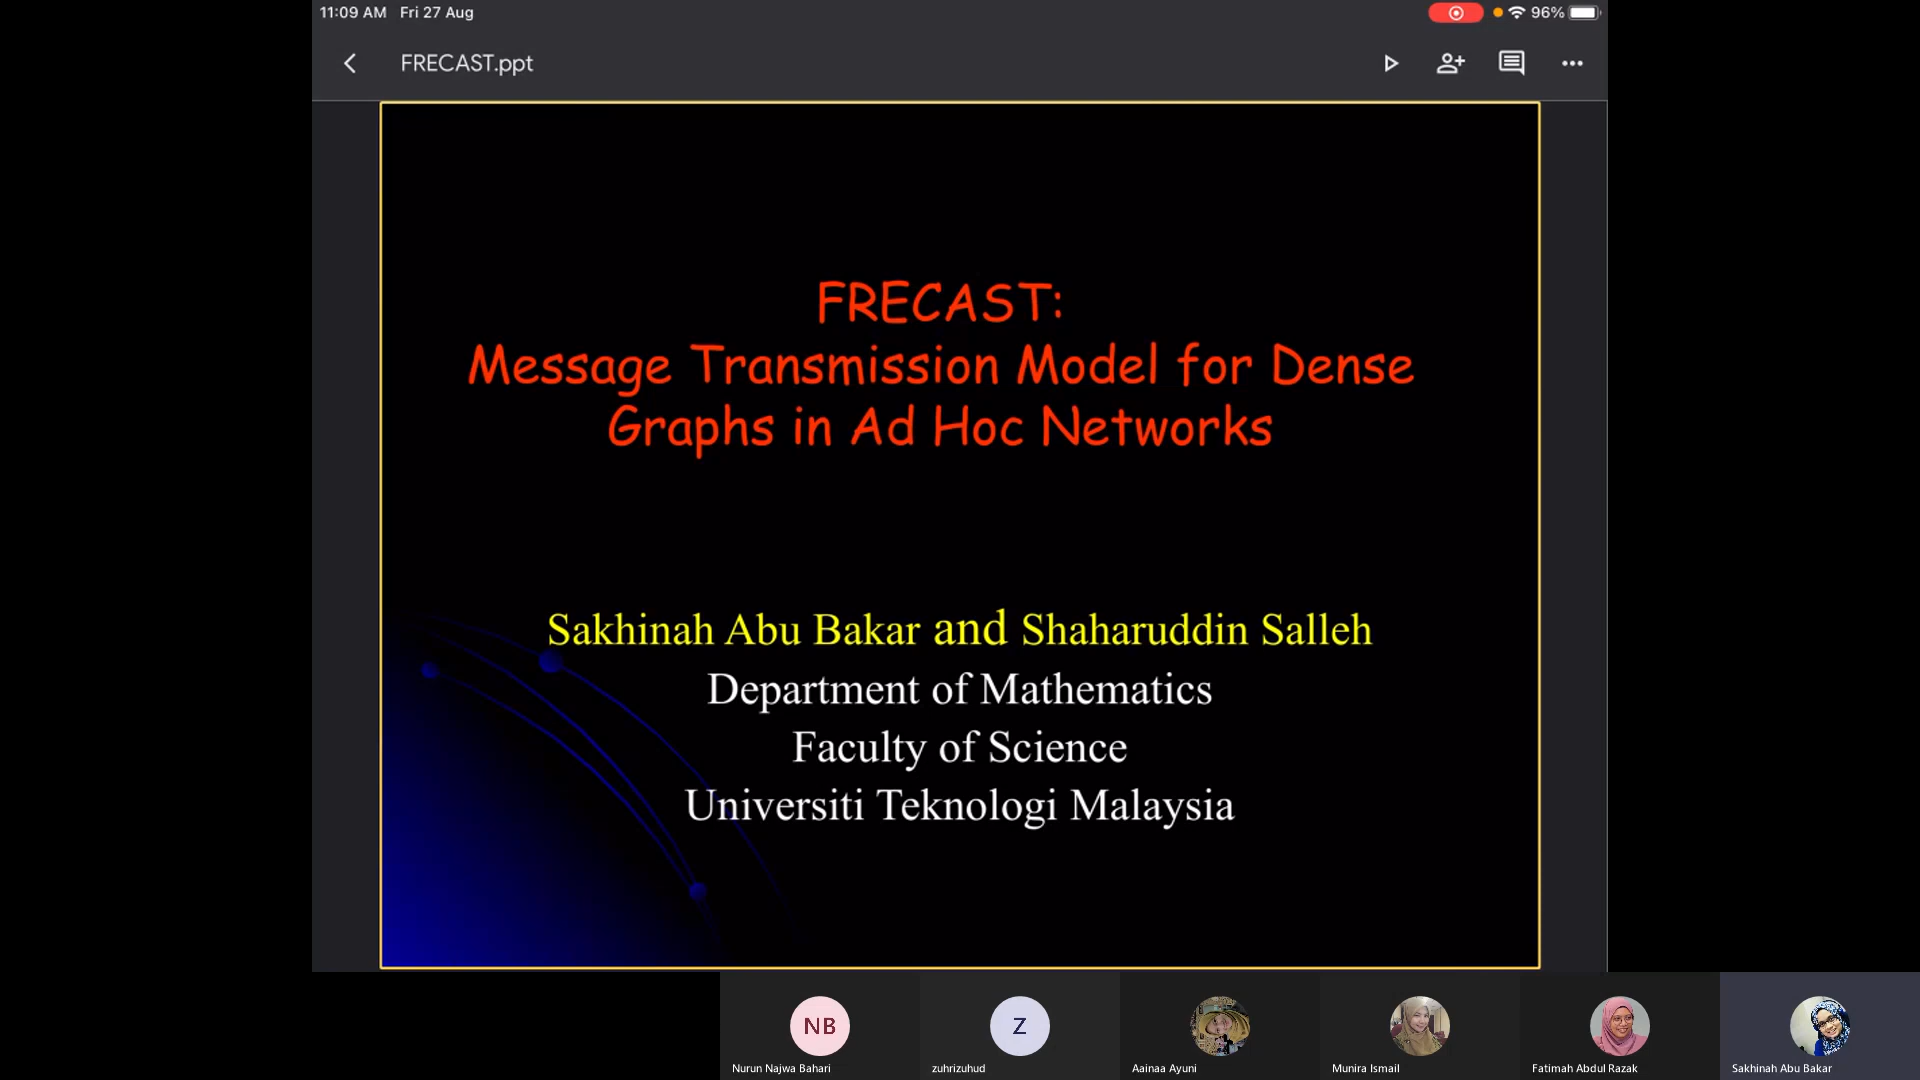 11:09 AM Fri 27 Aug
96%
FRECAST.ppt
FRECAST:
Message Transmission Model for Dense
Graphs in Ad Hoc Networks
Sakhinah Abu Bakar and Shaharuddin Salleh
Department of Mathematics
Faculty of Science
Universiti Teknologi Malaysia
NB
Z
Nurun Najwa Bahari
zuhrizuhud
Aainaa Ayuni
Munira Ismail
Fatimah Abdul Razak
Sakhinah Abu Bakar